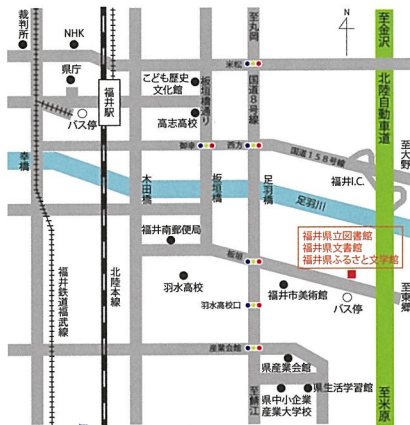 裁判所
NHK
県庁
バス停
福井駅
幸橋
福井鉄道福武線
北陸本線
木田橋
こども歴史
文化館
高志高校
板垣橋通り
米松
至丸岡
国道8号線
N
至金沢
北陸自動車道
御幸
西方
国道158号線
至大野
福井I.C.
板垣橋
足羽橋
足羽川
福井県立図書館
福井県文書館
福井県ふるさと文学館
福井南郵便局
板垣
羽水高校
福井市美術館
バス停
至東郷
羽水高校口
産業会館
県産業会館
県生活学習館
県中小企業
産業大学校
至鯖江
至米原